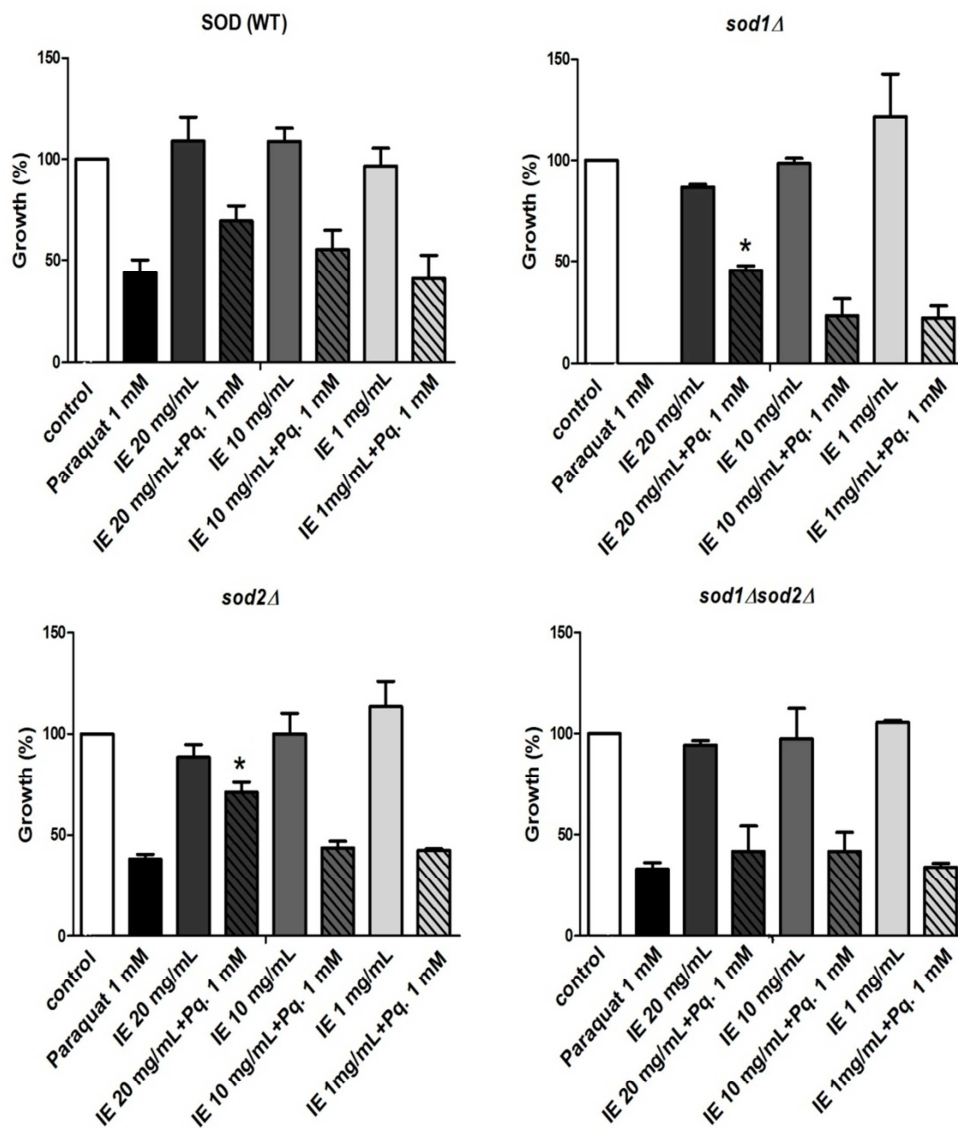 SOD (WT)
Growth (%)
150
100
50
0
control
Paraquat 1 mM
IE 20 mg/mL
IE 20 mg/mL+Pq. 1 mM
IE 10 mg/mL
IE 10 mg/mL+Pq. 1 mM
IE 1 mg/mL
IE 1mg/mL+Pq. 1 mM
sod1Δ
Growth (%)
150
100
50
0
*
control
Paraquat 1 mM
IE 20 mg/mL
IE 20 mg/mL+Pq. 1 mM
IE 10 mg/mL
IE 10 mg/mL+Pq. 1 mM
IE 1 mg/mL
IE 1mg/mL+Pq. 1 mM
sod2Δ
Growth (%)
150
100
50
0
*
control
Paraquat 1 mM
IE 20 mg/mL
IE 20 mg/mL+Pq. 1 mM
IE 10 mg/mL
IE 10 mg/mL+Pq. 1 mM
IE 1 mg/mL
IE 1mg/mL+Pq. 1 mM
sod1Δsod2Δ
Growth (%)
150
100
50
0
control
Paraquat 1 mM
IE 20 mg/mL
IE 20 mg/mL+Pq. 1 mM
IE 10 mg/mL
IE 10 mg/mL+Pq. 1 mM
IE 1 mg/mL
IE 1mg/mL+Pq. 1 mM